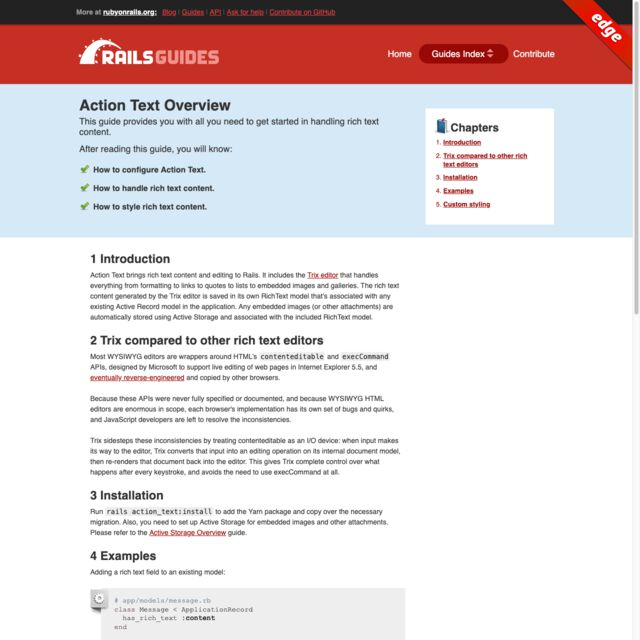 More at rubyonrails.org: Blog | Guides | API | Ask for help | Contribute on GitHub
edge
RAILSGUIDES
Home
Guides Index
Contribute
Action Text Overview
This guide provides you with all you need to get started in handling rich text
content.
After reading this guide, you will know:
How to configure Action Text.
How to handle rich text content.
How to style rich text content.
Chapters
1. Introduction
2. Trix compared to other rich
text editors
3. Installation
4. Examples
5. Custom styling
1 Introduction
Action Text brings rich text content and editing to Rails. It includes the Trix editor that handles
everything from formatting to links to quotes to lists to embedded images and galleries. The rich text
content generated by the Trix editor is saved in its own RichText model that's associated with any
existing Active Record model in the application. Any embedded images (or other attachments) are
automatically stored using Active Storage and associated with the included RichText model.
2 Trix compared to other rich text editors
Most WYSIWYG editors are wrappers around HTML's contenteditable and execCommand
APIs, designed by Microsoft to support live editing of web pages in Internet Explorer 5.5, and
eventually reverse-engineered and copied by other browsers.
Because these APIs were never fully specified or documented, and because WYSIWYG HTML
editors are enormous in scope, each browser's implementation has its own set of bugs and quirks,
and JavaScript developers are left to resolve the inconsistencies.
Trix sidesteps these inconsistencies by treating contenteditable as an I/O device: when input makes
its way to the editor, Trix converts that input into an editing operation on its internal document model,
then re-renders that document back into the editor. This gives Trix complete control over what
happens after every keystroke, and avoids the need to use execCommand at all.
3 Installation
Run rails action_text:install to add the Yarn package and copy over the necessary
migration. Also, you need to set up Active Storage for embedded images and other attachments.
Please refer to the Active Storage Overview guide.
4 Examples
Adding a rich text field to an existing model:
# app/models/message.rb
class Message < ApplicationRecord
  has_rich_text :content
end